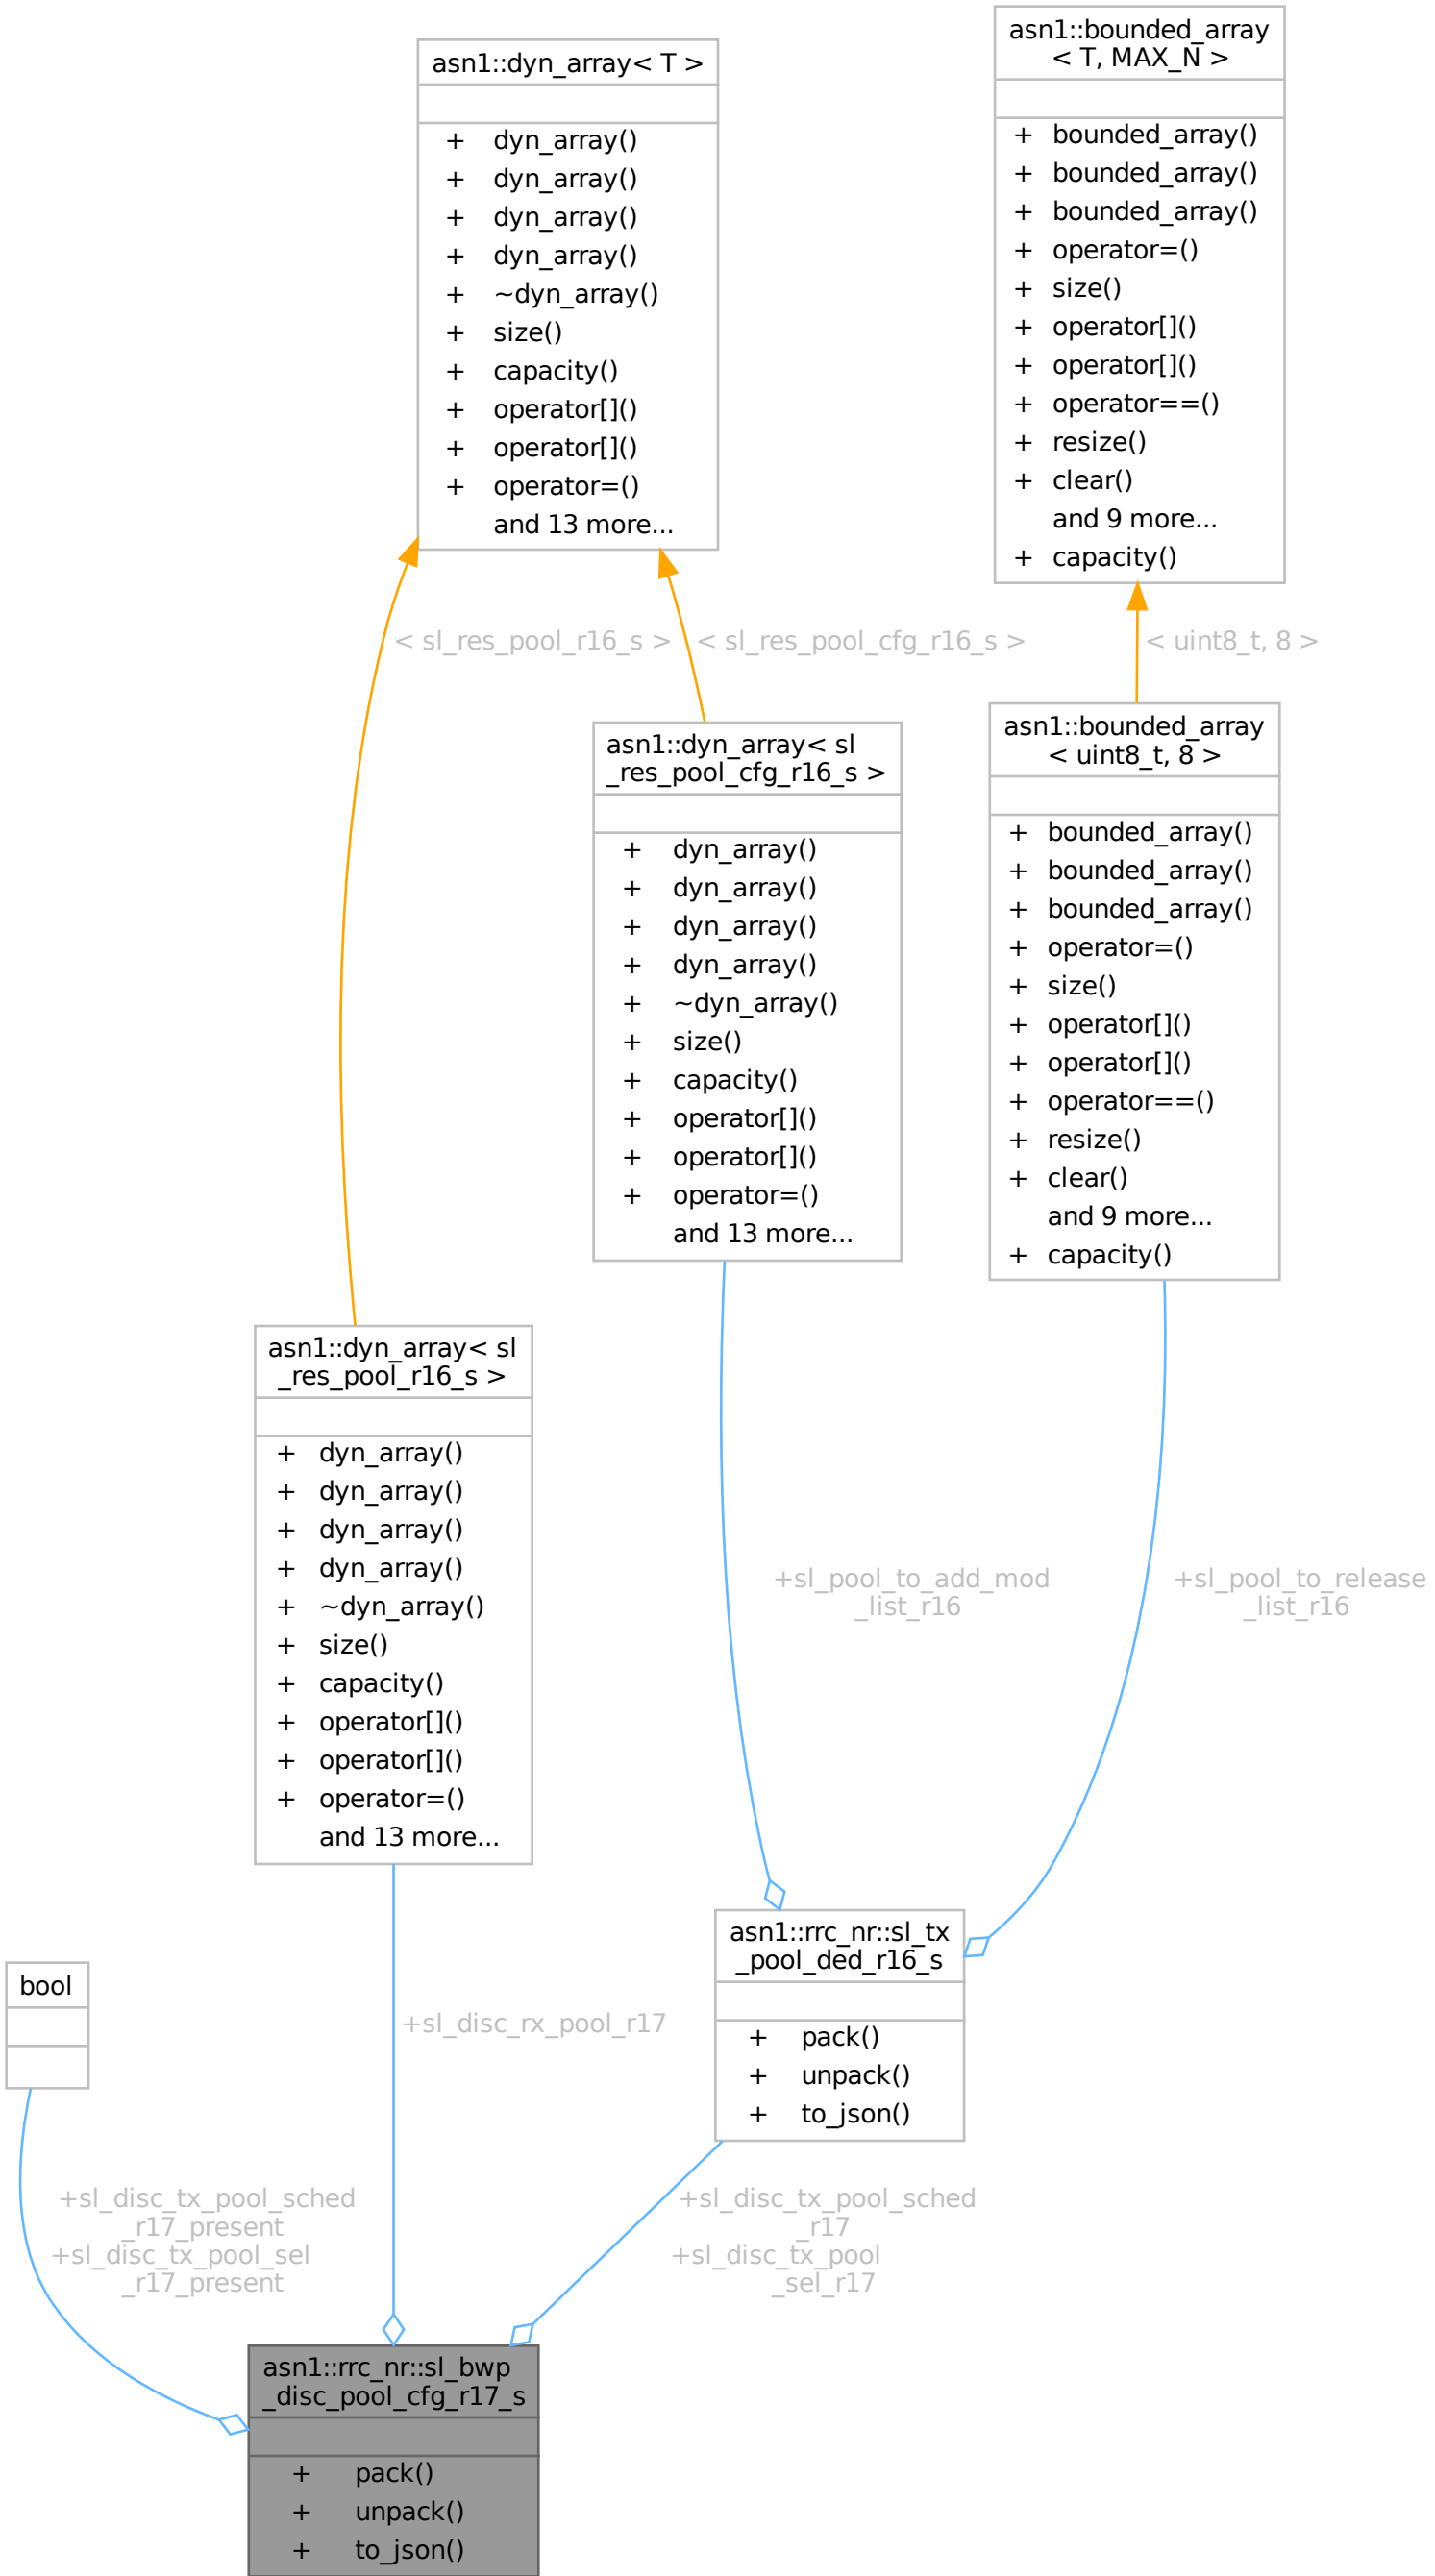 asn1::dyn_array< T >
+ dyn_array()
+ dyn_array()
+ dyn_array()
+ dyn_array()
+ ~dyn_array()
+ size()
+ capacity()
+ operator[]()
+ operator[]()
+ operator=()
and 13 more...
asn1::bounded_array
< T, MAX_N >
+ bounded_array()
+ bounded_array()
+ bounded_array()
+ operator=()
+ size()
+ operator[]()
+ operator[]()
+ operator==()
+ resize()
+ clear()
and 9 more...
+ capacity()
< sl_res_pool_r16_s >
< sl_res_pool_cfg_r16_s >
< uint8_t, 8 >
asn1::dyn_array< sl
_res_pool_cfg_r16_s >
+ dyn_array()
+ dyn_array()
+ dyn_array()
+ dyn_array()
+ ~dyn_array()
+ size()
+ capacity()
+ operator[]()
+ operator[]()
+ operator=()
and 13 more...
asn1::bounded_array
< uint8_t, 8 >
+ bounded_array()
+ bounded_array()
+ bounded_array()
+ operator=()
+ size()
+ operator[]()
+ operator[]()
+ operator==()
+ resize()
+ clear()
and 9 more...
+ capacity()
asn1::dyn_array< sl
_res_pool_r16_s >
+ dyn_array()
+ dyn_array()
+ dyn_array()
+ dyn_array()
+ ~dyn_array()
+ size()
+ capacity()
+ operator[]()
+ operator[]()
+ operator=()
and 13 more...
+sl_pool_to_add_mod
_list_r16
+sl_pool_to_release
_list_r16
asn1::rrc_nr::sl_tx
_pool_ded_r16_s
+ pack()
+ unpack()
+ to_json()
bool
+sl_disc_rx_pool_r17
+sl_disc_tx_pool_sched
_r17_present
+sl_disc_tx_pool_sel
_r17_present
+sl_disc_tx_pool_sched
_r17
+sl_disc_tx_pool
_sel_r17
asn1::rrc_nr::sl_bwp
_disc_pool_cfg_r17_s
+ pack()
+ unpack()
+ to_json()